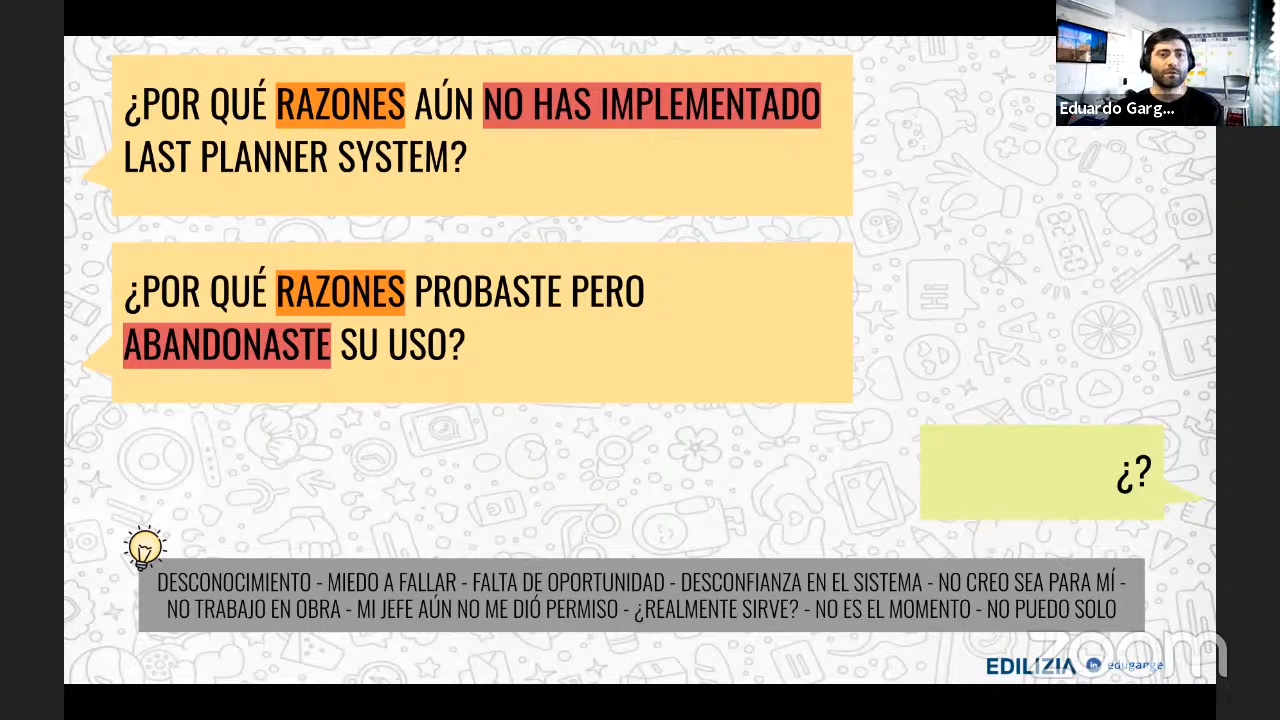 ¿POR QUÉ RAZONES AÚN NO HAS IMPLEMENTADO
LAST PLANNER SYSTEM?
Eduardo Garg...
¿POR QUÉ RAZONES PROBASTE PERO
ABANDONASTE SU USO?
¿?
DESCONOCIMIENTO - MIEDO A FALLAR - FALTA DE OPORTUNIDAD - DESCONFIANZA EN EL SISTEMA - NO CREO SEA PARA MÍ -
NO TRABAJO EN OBRA - MI JEFE AÚN NO ME DIÓ PERMISO - ¿REALMENTE SIRVE? - NO ES EL MOMENTO - NO PUEDO SOLO
zoom
EDILIZIA in edugarge
Hi